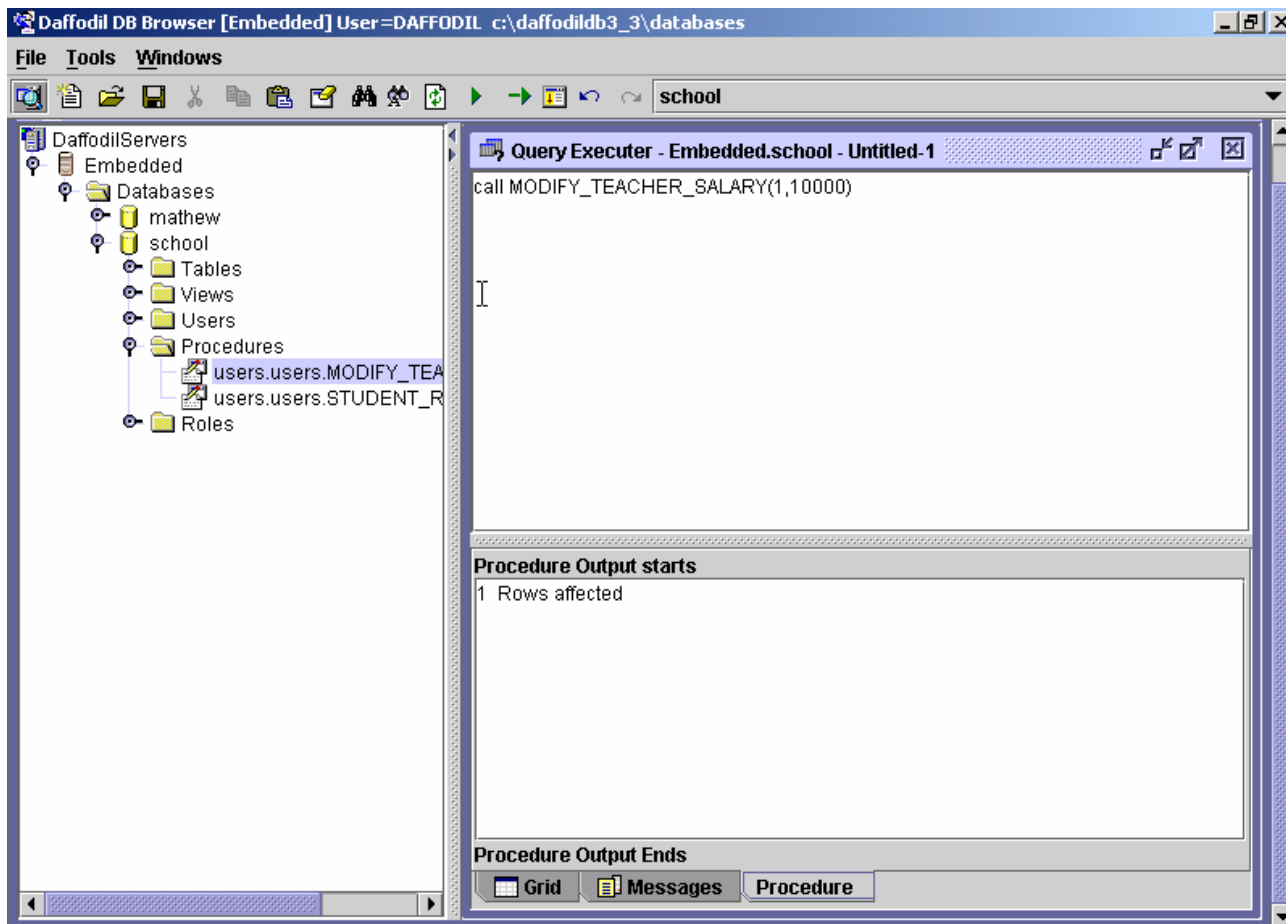 Daffodil DB Browser [Embedded] User=DAFFODIL c:\daffodildb3_3\databases
File Tools Windows
school
DaffodilServers
Embedded
Databases
mathew
school
Tables
Views
Users
Procedures
users.users.MODIFY_TEA
users.users.STUDENT_R
Roles
Query Executer - Embedded.school - Untitled-1
call MODIFY_TEACHER_SALARY(1,10000)
Procedure Output starts
1 Rows affected
Procedure Output Ends
Grid Messages Procedure